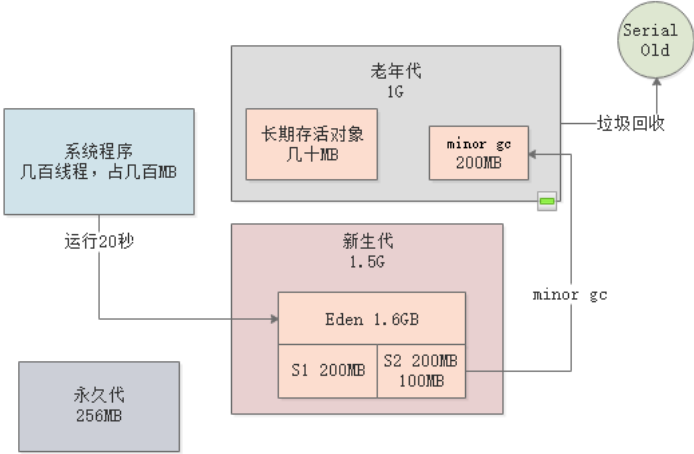 Serial
Old
老年代
1G
长期存活对象
几十MB
minor gc
200MB
垃圾回收
系统程序
几百线程，占几百MB
运行20秒
新生代
1.5G
Eden 1.6GB
S1 200MB
S2 200MB
100MB
minor gc
永久代
256MB